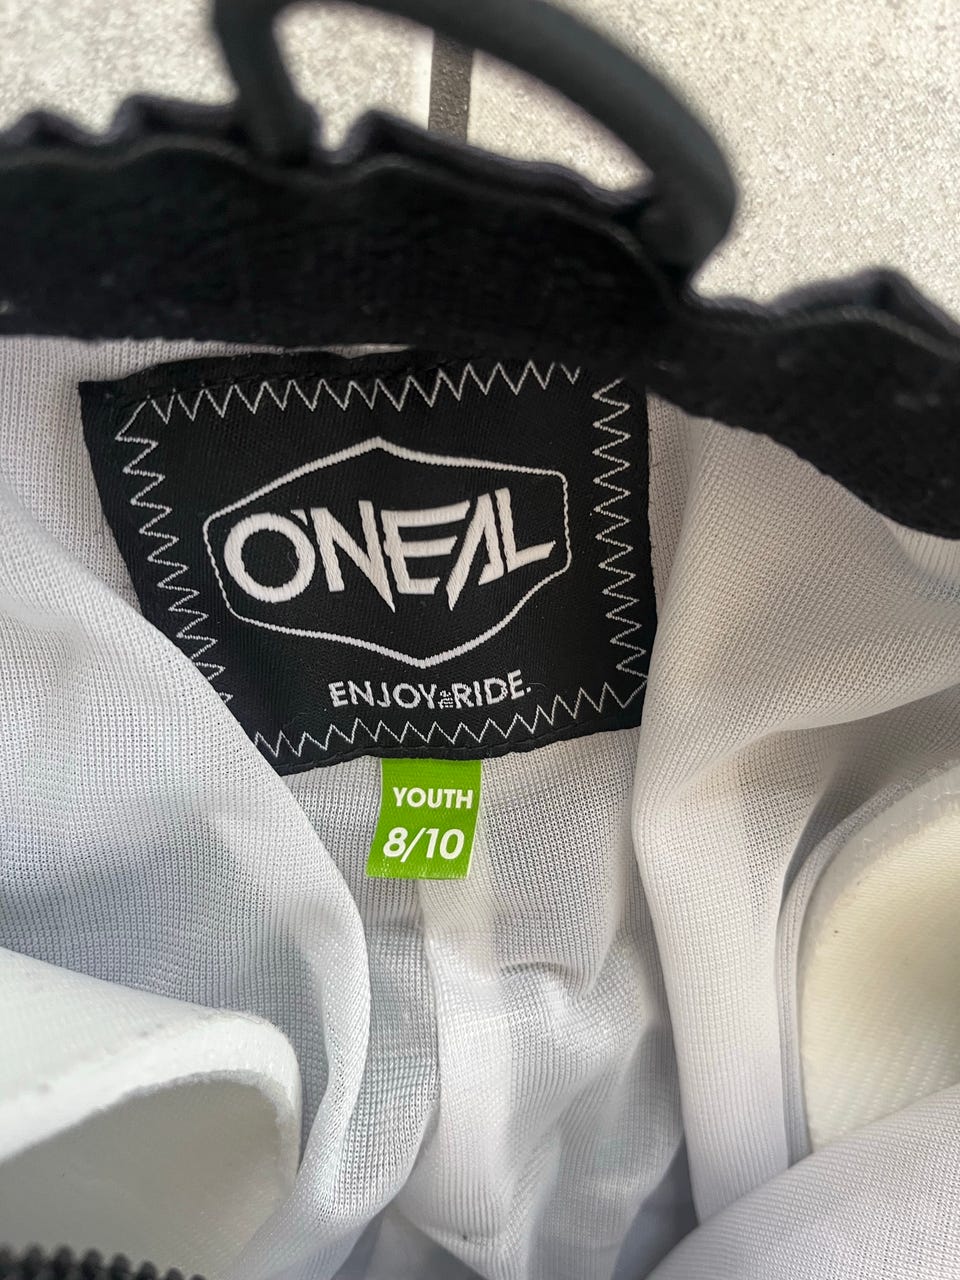 O'NEAL
ENJOY THE RIDE.
YOUTH
8/10